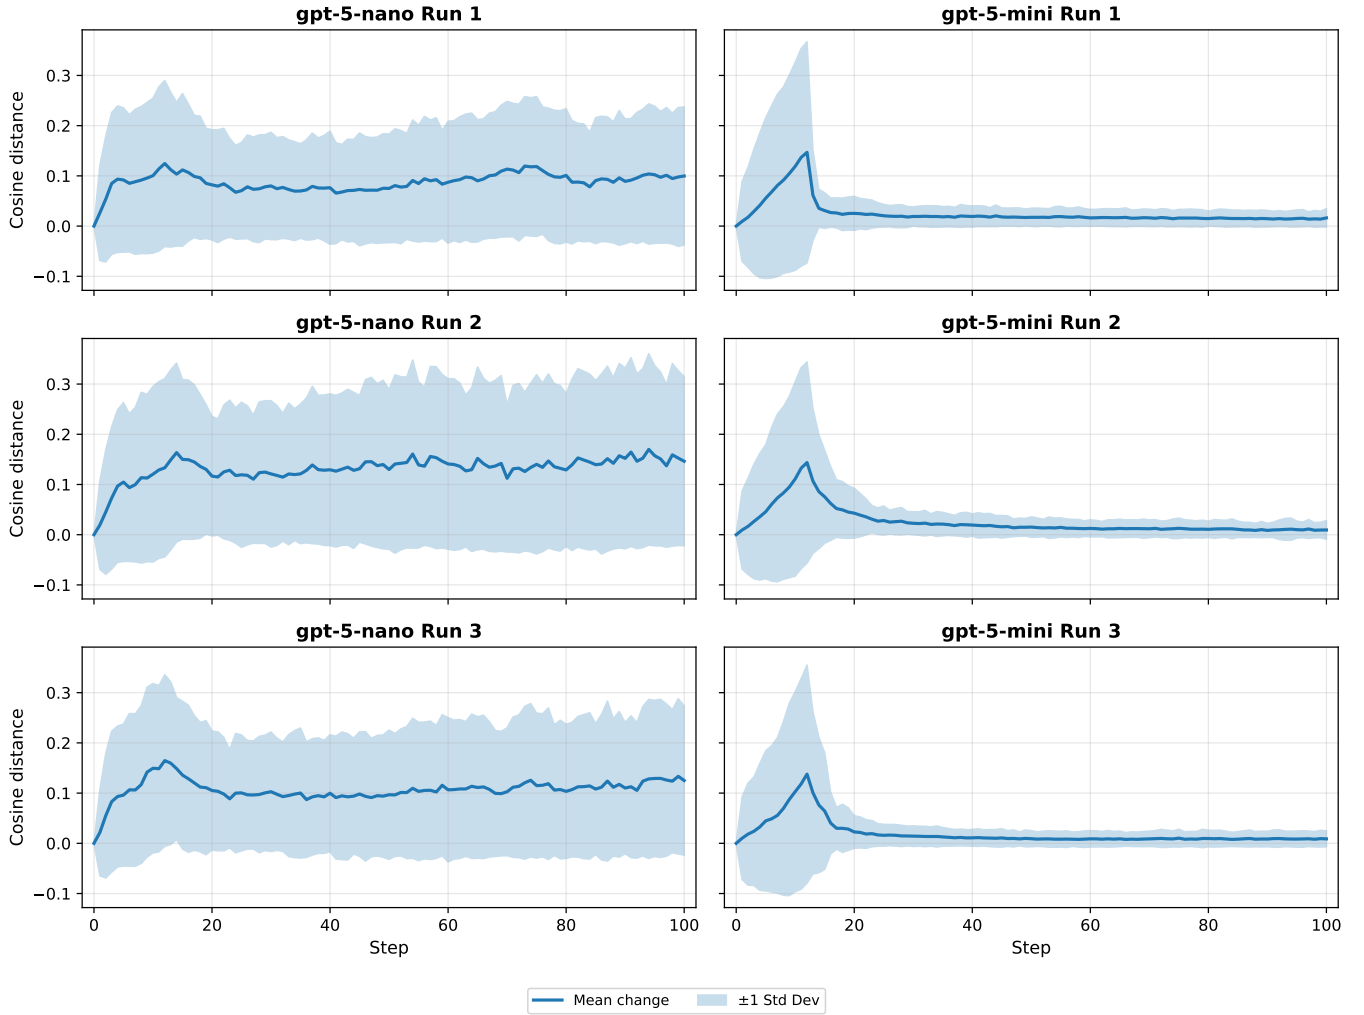 gpt-5-nano Run 1
gpt-5-mini Run 1
Cosine distance
0.3
0.2
0.1
0.0
−0.1
gpt-5-nano Run 2
gpt-5-mini Run 2
Cosine distance
0.3
0.2
0.1
0.0
−0.1
gpt-5-nano Run 3
gpt-5-mini Run 3
Cosine distance
0.3
0.2
0.1
0.0
−0.1
0 20 40 60 80 100
0 20 40 60 80 100
Step
Step
Mean change
±1 Std Dev